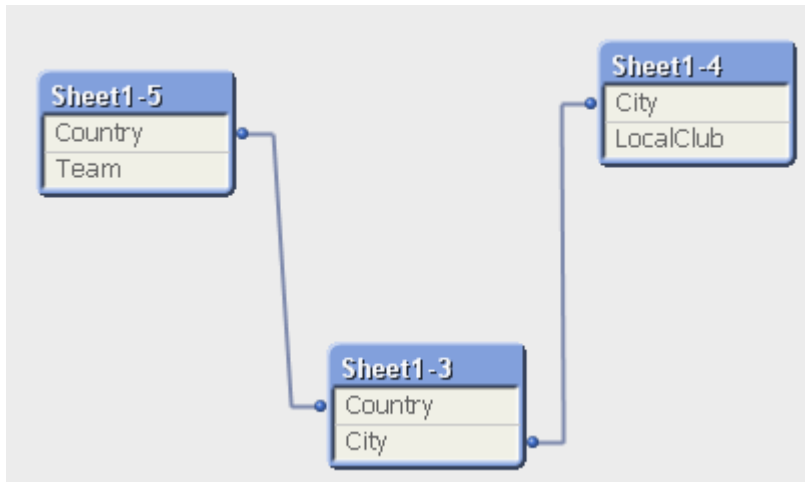 Sheet1-5
Country
Team
Sheet1-4
City
LocalClub
Sheet1-3
Country
City